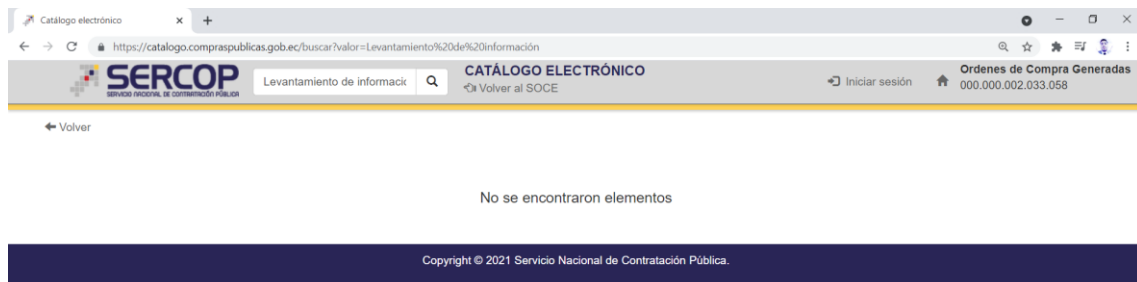 Catálogo electrónico
https://catalogo.compraspublicas.gob.ec/buscar?valor=Levantamiento%20de%20información
SERCOP
SERVICIO NACIONAL DE CONTRATACIÓN PÚBLICA
Levantamiento de informacic
CATÁLOGO ELECTRÓNICO
Volver al SOCE
Iniciar sesión
Ordenes de Compra Generadas
000.000.002.033.058
Volver
No se encontraron elementos
Copyright © 2021 Servicio Nacional de Contratación Pública.